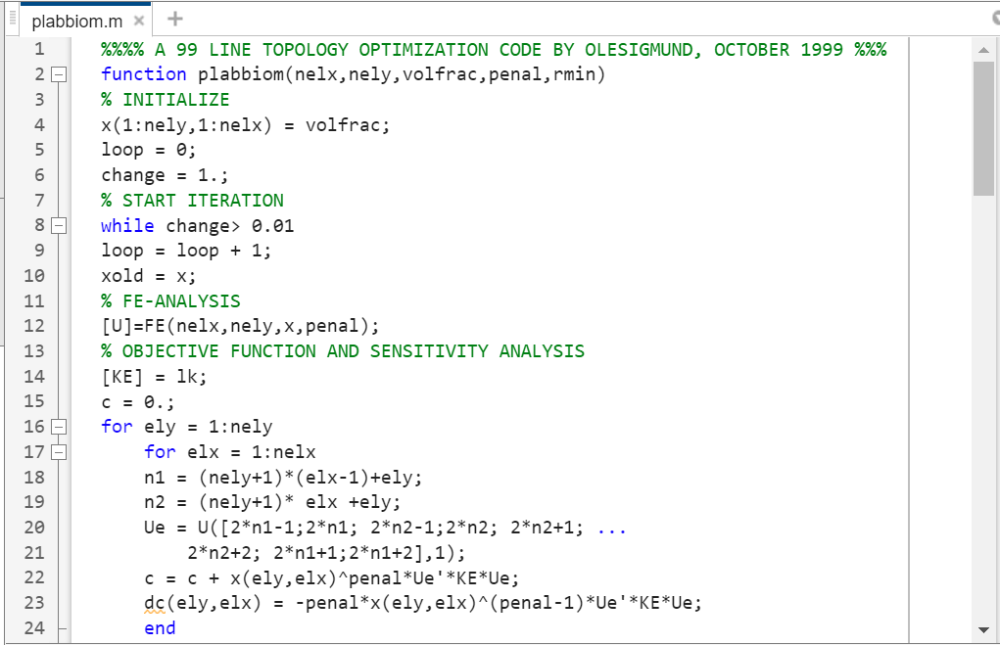 plabbiom.m × +
1 %%%% A 99 LINE TOPOLOGY OPTIMIZATION CODE BY OLESIGMUND, OCTOBER 1999 %%%
2 function plabbiom(nelx,nely,volfrac,penal,rmin)
3 % INITIALIZE
4 x(1:nely,1:nelx) = volfrac;
5 loop = 0;
6 change = 1.;
7 % START ITERATION
8 while change> 0.01
9 loop = loop + 1;
10 xold = x;
11 % FE-ANALYSIS
12 [U]=FE(nelx,nely,x,penal);
13 % OBJECTIVE FUNCTION AND SENSITIVITY ANALYSIS
14 [KE] = lk;
15 c = 0.;
16 for ely = 1:nely
17 for elx = 1:nelx
18 n1 = (nely+1)*(elx-1)+ely;
19 n2 = (nely+1)* elx +ely;
20 Ue = U([2*n1-1;2*n1; 2*n2-1;2*n2; 2*n2+1; ...
21 2*n2+2; 2*n1+1;2*n1+2],1);
22 c = c + x(ely,elx)^penal*Ue'*KE*Ue;
23 dc(ely,elx) = -penal*x(ely,elx)^(penal-1)*Ue'*KE*Ue;
24 end